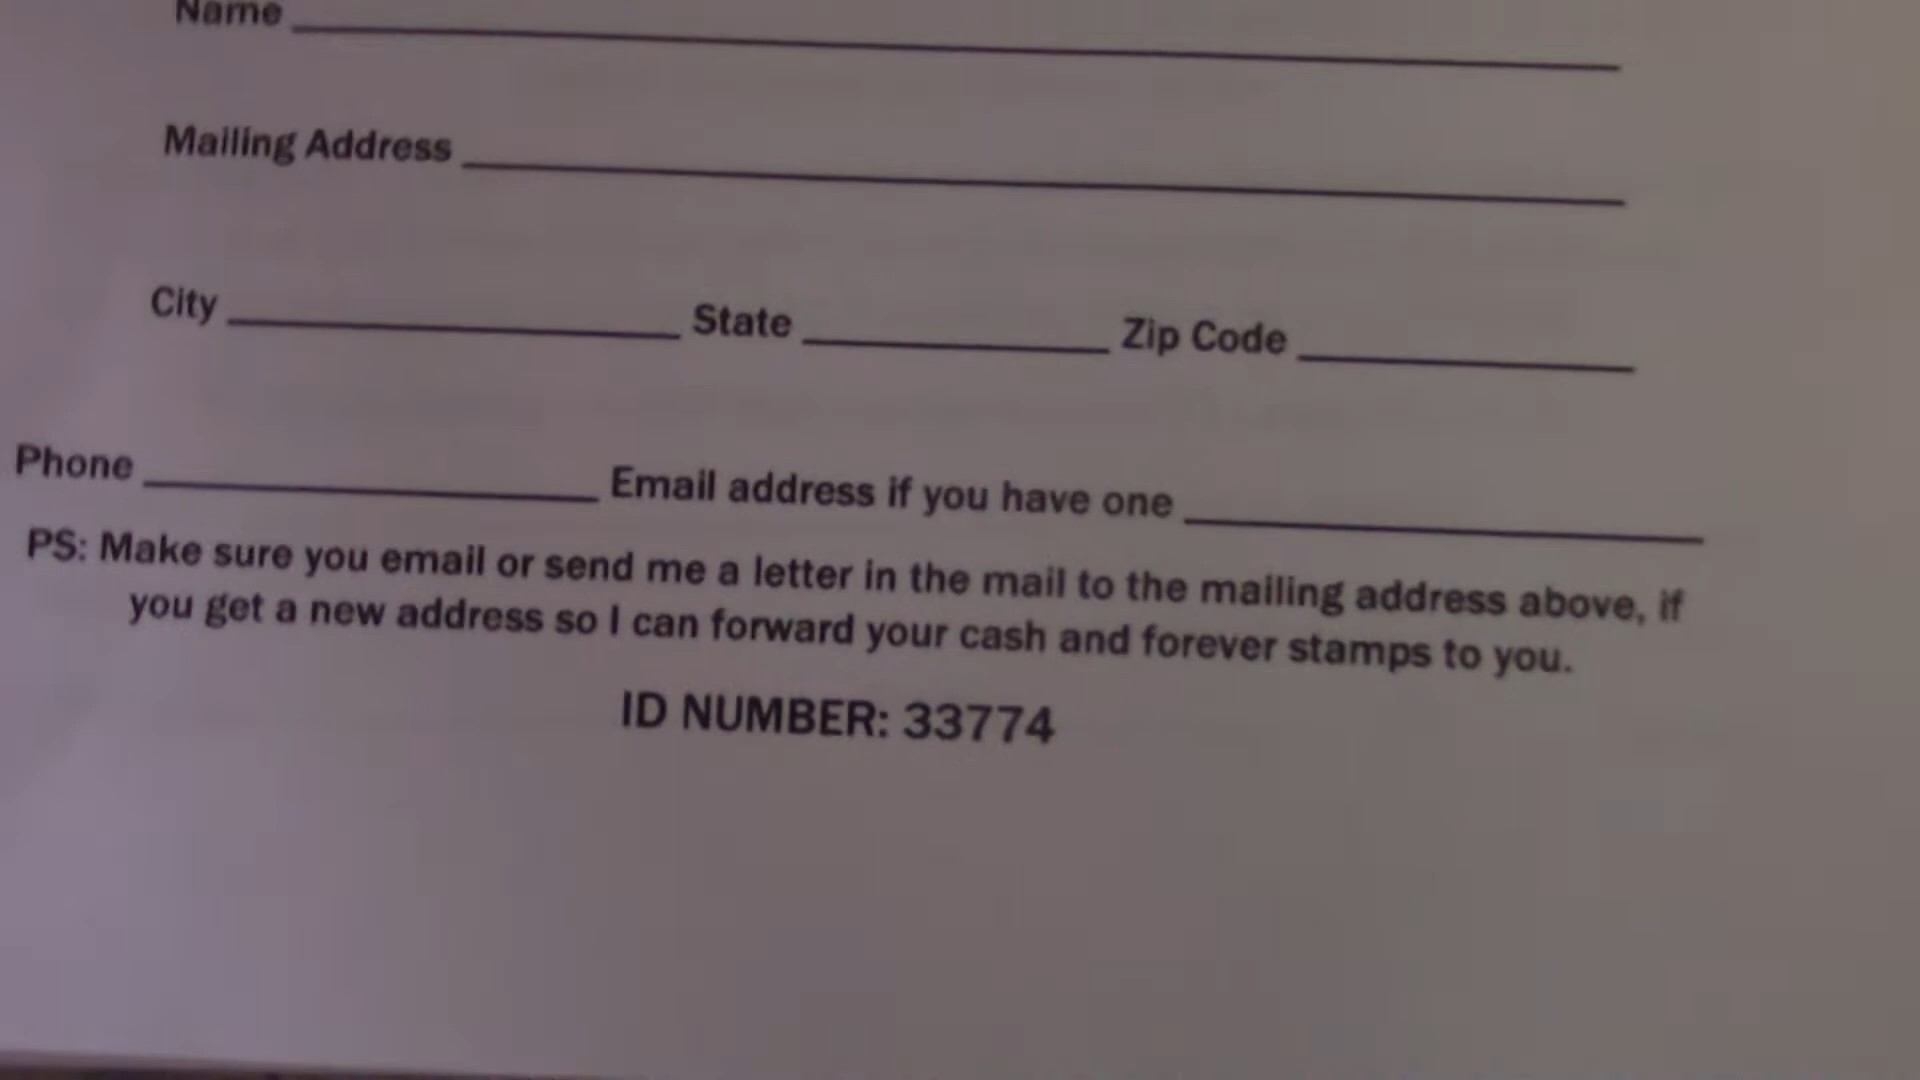 Name
Mailing Address
City State Zip Code
Phone Email address if you have one
PS: Make sure you email or send me a letter in the mail to the mailing address above, if
you get a new address so I can forward your cash and forever stamps to you.
ID NUMBER: 33774